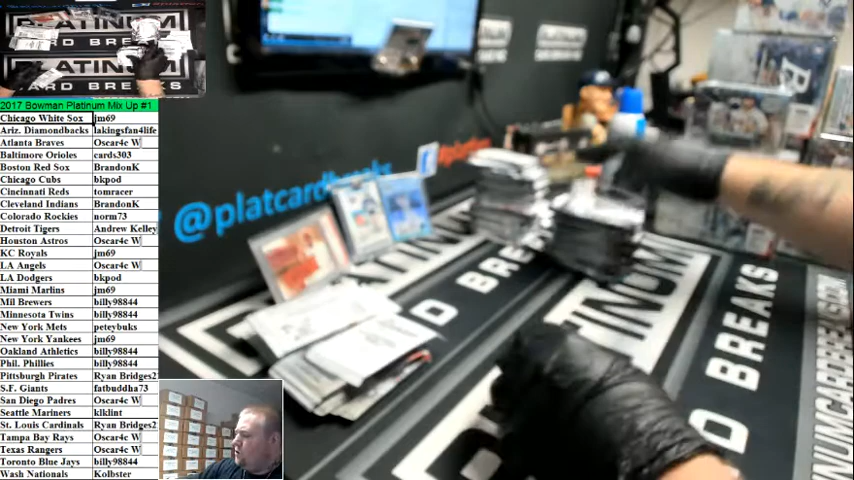 PLATINUM
CARD BREAKS
PLATINUM
CARD BREAKS
2017 Bowman Platinum Mix Up #1
Chicago White Sox jm69
Ariz. Diamondbacks lakingsfan4life
Atlanta Braves Oscar4c W
Baltimore Orioles cards303
Boston Red Sox BrandonK
Chicago Cubs bkpod
Cincinnati Reds tomracer
Cleveland Indians BrandonK
Colorado Rockies norm73
Detroit Tigers Andrew Kelley
Houston Astros Oscar4c W
KC Royals jm69
LA Angels Oscar4c W
LA Dodgers bkpod
Miami Marlins jm69
Mil Brewers billy98844
Minnesota Twins billy98844
New York Mets peteybuks
New York Yankees jm69
Oakland Athletics billy98844
Phil. Phillies billy98844
Pittsburgh Pirates Ryan Bridges2
S.F. Giants fatbuddha73
San Diego Padres Oscar4c W
Seattle Mariners klklint
St. Louis Cardinals Ryan Bridges2
Tampa Bay Rays Oscar4c W
Texas Rangers Oscar4c W
Toronto Blue Jays billy98844
Wash Nationals Kolbster
@platcardbreaks
D BREAKS
D BREAKS